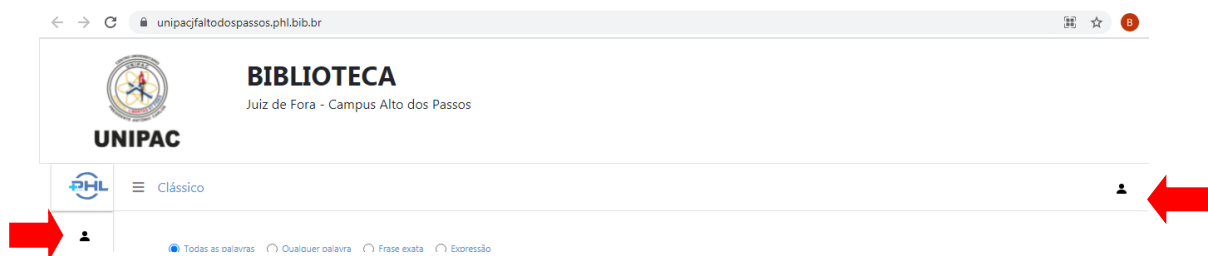 unipacjfaltodospassos.phl.bib.br
B
BIBLIOTECA
Juiz de Fora - Campus Alto dos Passos
UNIPAC
PHL
Clássico
Todas as palavras Qualquer palavra Frase exata Expressão